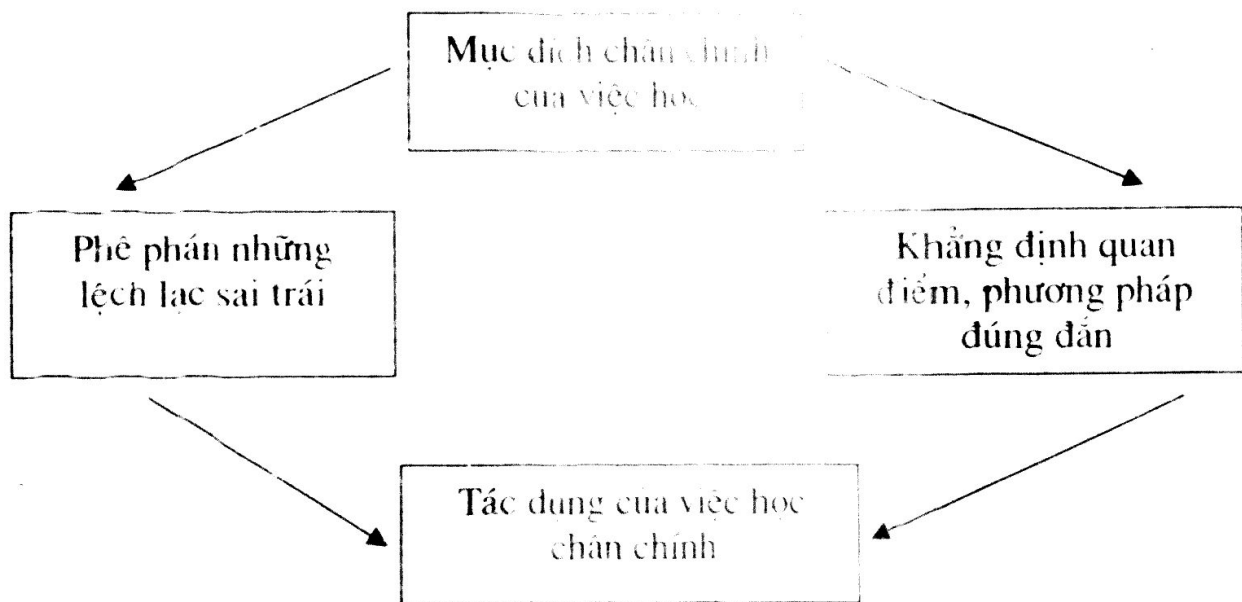 Mục đích chân chính
của việc học
Phê phán những
lệch lạc sai trái
Khẳng định quan
điểm, phương pháp
đúng đắn
Tác dụng của việc học
chân chính